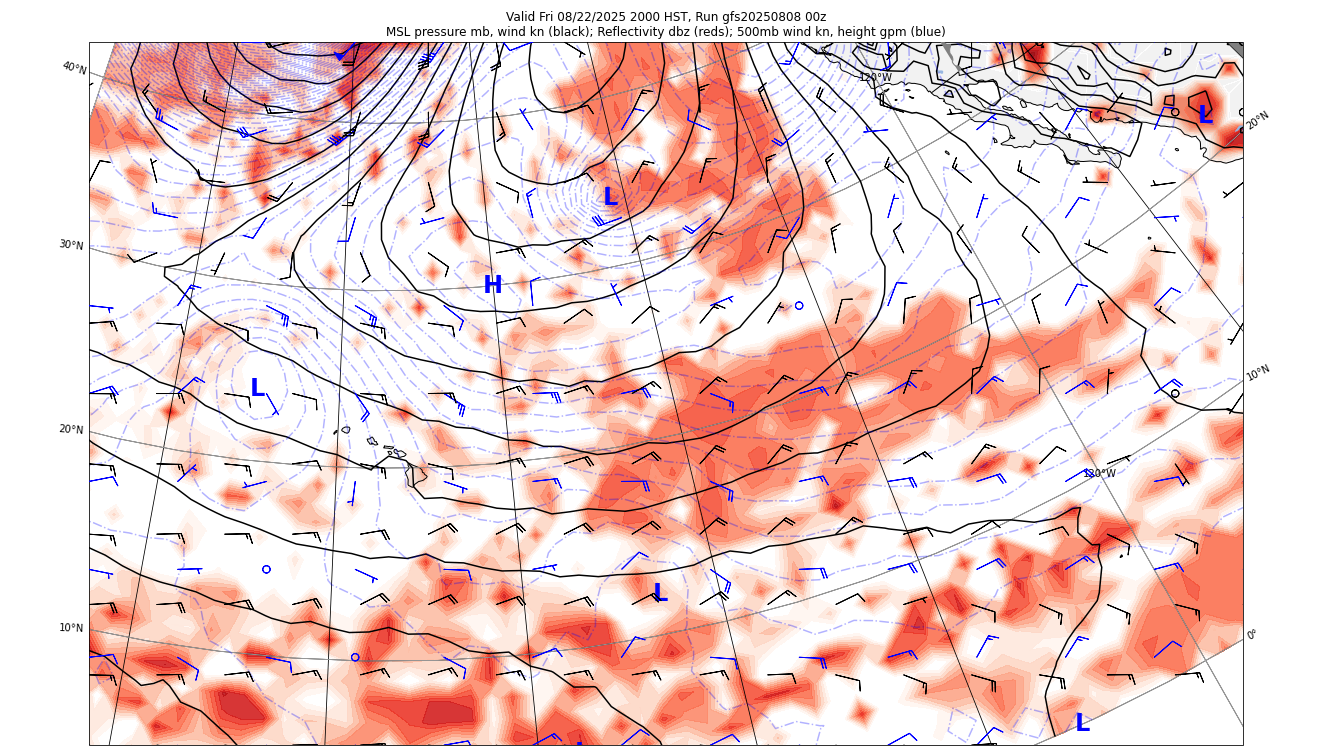 Valid Fri 08/22/2025 2000 HST, Run gfs20250808 00z
MSL pressure mb, wind kn (black); Reflectivity dbz (reds); 500mb wind kn, height gpm (blue)
40°N
120°W
20°N
L
L
30°N
H
10°N
L
20°N
120°W
L
10°N
0°
L